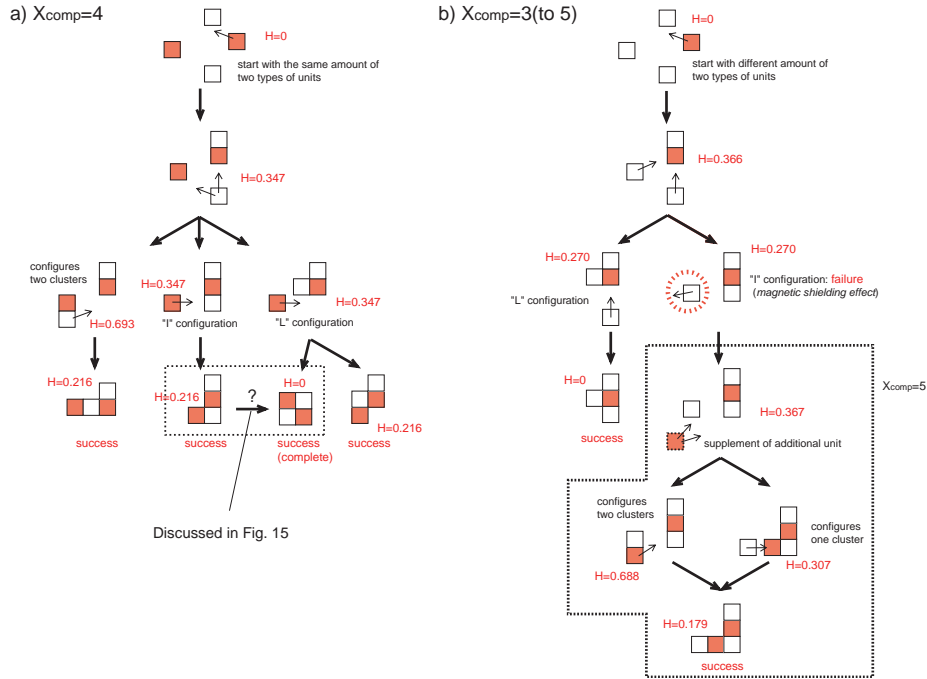 a) Xcomp=4
H=0
start with the same amount of
two types of units
H=0.347
configures
two clusters
H=0.693
H=0.347
"I" configuration
H=0.347
"L" configuration
H=0.216
success
H=0.216
success
?
H=0
success
(complete)
H=0.216
success
Discussed in Fig. 15
b) Xcomp=3(to 5)
H=0
start with different amount of
two types of units
H=0.366
H=0.270
"L" configuration
H=0.270
"I" configuration: failure
(magnetic shielding effect)
H=0
success
Xcomp=5
H=0.367
supplement of additional unit
configures
two clusters
H=0.688
configures
one cluster
H=0.307
H=0.179
success